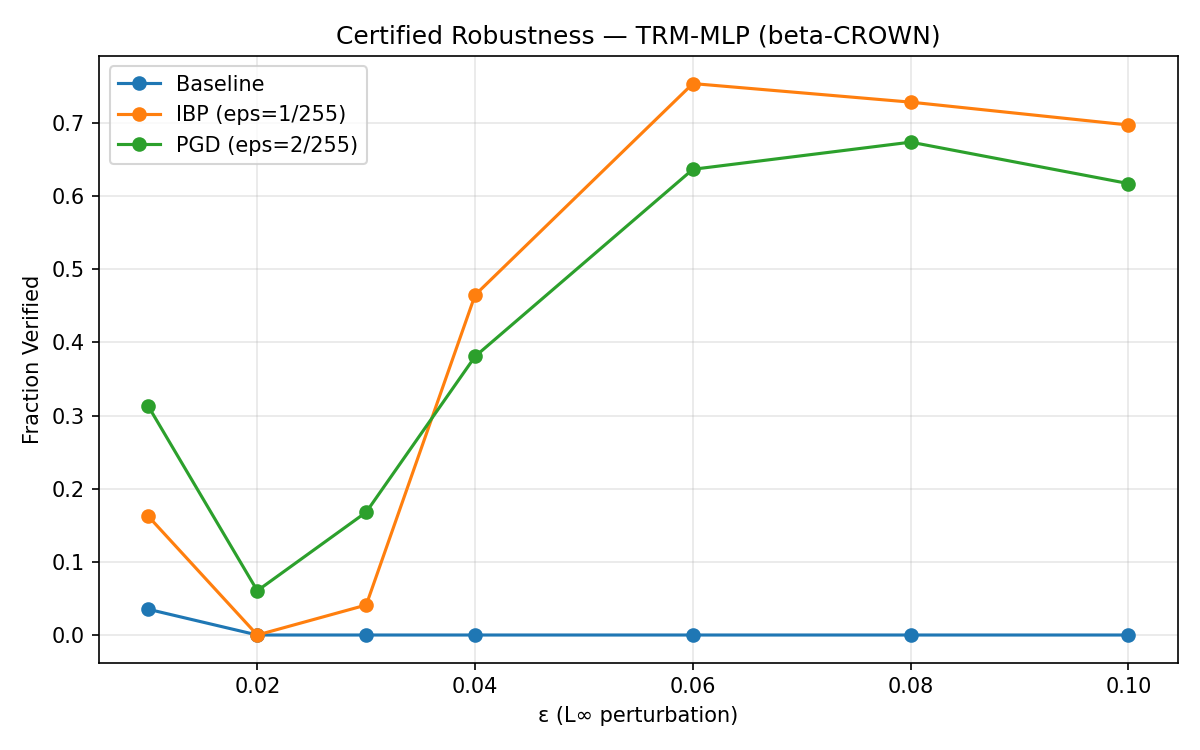 Certified Robustness — TRM-MLP (beta-CROWN)
Baseline
IBP (eps=1/255)
PGD (eps=2/255)
Fraction Verified
0.7
0.6
0.5
0.4
0.3
0.2
0.1
0.0
0.02 0.04 0.06 0.08 0.10
ε (L∞ perturbation)